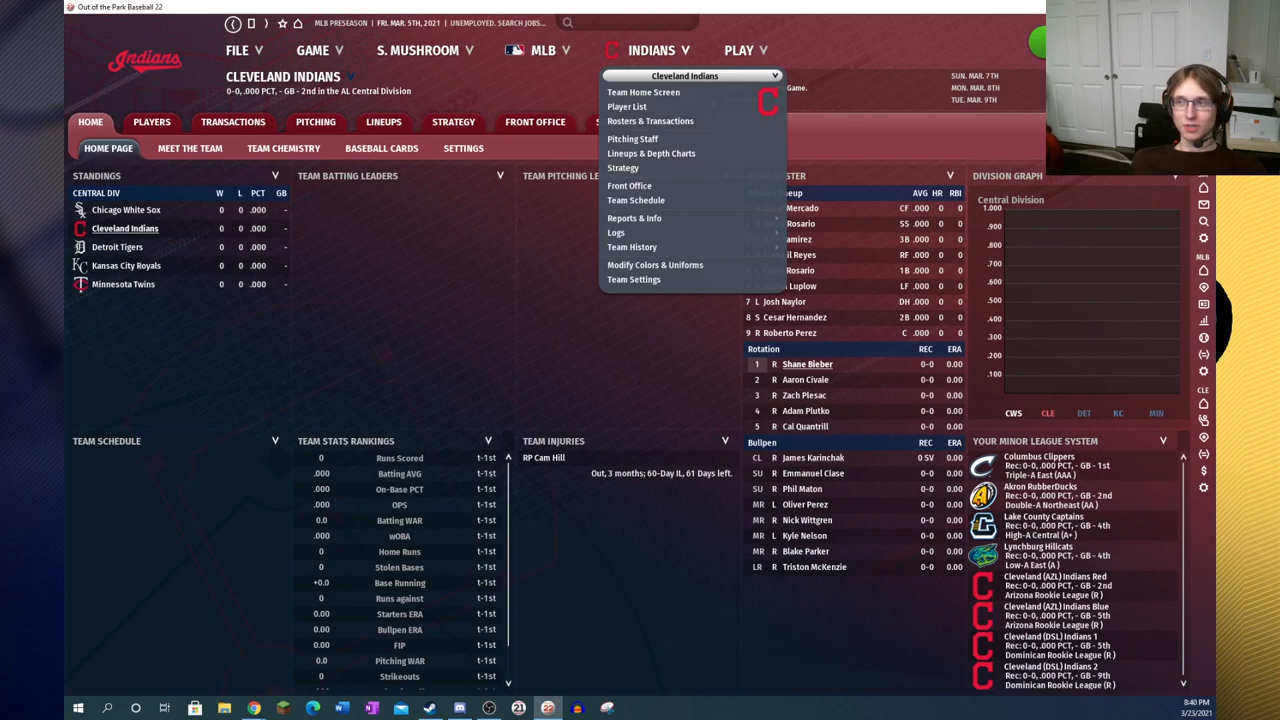 Out of the Park Baseball 22
MLB PRESEASON | FRI. MAR. 5TH, 2021 | UNEMPLOYED. SEARCH JOBS...
FILE GAME S. MUSHROOM MLB INDIANS PLAY
Indians
CLEVELAND INDIANS
0-0, .000 PCT, - GB - 2nd in the AL Central Division
Game.
SUN. MAR. 7TH
MON. MAR. 8TH
TUE. MAR. 9TH
HOME PLAYERS TRANSACTIONS PITCHING LINEUPS STRATEGY FRONT OFFICE
HOME PAGE MEET THE TEAM TEAM CHEMISTRY BASEBALL CARDS SETTINGS
Cleveland Indians
Team Home Screen
Player List
Rosters & Transactions
Pitching Staff
Lineups & Depth Charts
Strategy
Front Office
Team Schedule
Reports & Info
Logs
Team History
Modify Colors & Uniforms
Team Settings
STANDINGS
CENTRAL DIV W L PCT GB
Chicago White Sox 0 0 .000 -
Cleveland Indians 0 0 .000 -
Detroit Tigers 0 0 .000 -
Kansas City Royals 0 0 .000 -
Minnesota Twins 0 0 .000 -
TEAM BATTING LEADERS
TEAM PITCHING
AVG HR RBI
Mercado CF .000 0 0
Rosario SS .000 0 0
Ramirez 3B .000 0 0
Reyes RF .000 0 0
Rosario 1B .000 0 0
Luplow LF .000 0 0
7 L Josh Naylor DH .000 0 0
8 S Cesar Hernandez 2B .000 0 0
9 R Roberto Perez C .000 0 0
Rotation REC ERA
1 R Shane Bieber 0-0 0.00
2 R Aaron Civale 0-0 0.00
3 R Zach Plesac 0-0 0.00
4 R Adam Plutko 0-0 0.00
5 R Cal Quantrill 0-0 0.00
Bullpen REC ERA
CL R James Karinchak 0 SV 0.00
SU R Emmanuel Clase 0-0 0.00
SU R Phil Maton 0-0 0.00
MR L Oliver Perez 0-0 0.00
MR R Nick Wittgren 0-0 0.00
MR L Kyle Nelson 0-0 0.00
MR R Blake Parker 0-0 0.00
LR R Triston McKenzie 0-0 0.00
DIVISION GRAPH
Central Division
1.000
.900
.800
.700
.600
.500
.400
.300
.200
.100
CWS CLE DET KC MIN
MLB
CLE
TEAM SCHEDULE
TEAM STATS RANKINGS
0 Runs Scored t-1st
.000 Batting AVG t-1st
.000 On-Base PCT t-1st
.000 OPS t-1st
0.0 Batting WAR t-1st
.000 wOBA t-1st
0 Home Runs t-1st
0 Stolen Bases t-1st
+0.0 Base Running t-1st
0 Runs against t-1st
0.00 Starters ERA t-1st
0.00 Bullpen ERA t-1st
0.00 FIP t-1st
0.0 Pitching WAR t-1st
0 Strikeouts t-1st
TEAM INJURIES
RP Cam Hill
Out, 3 months; 60-Day IL, 61 Days left.
YOUR MINOR LEAGUE SYSTEM
Columbus Clippers
Rec: 0-0, .000 PCT, - GB - 1st
Triple-A East (AAA )
Akron RubberDucks
Rec: 0-0, .000 PCT, - GB - 2nd
Double-A Northeast (AA )
Lake County Captains
Rec: 0-0, .000 PCT, - GB - 4th
High-A Central (A+ )
Lynchburg Hillcats
Rec: 0-0, .000 PCT, - GB - 4th
Low-A East (A )
Cleveland (AZL) Indians Red
Rec: 0-0, .000 PCT, - GB - 2nd
Arizona Rookie League (R )
Cleveland (AZL) Indians Blue
Rec: 0-0, .000 PCT, - GB - 5th
Arizona Rookie League (R )
Cleveland (DSL) Indians 1
Rec: 0-0, .000 PCT, - GB - 5th
Dominican Rookie League (R )
Cleveland (DSL) Indians 2
Rec: 0-0, .000 PCT, - GB - 9th
Dominican Rookie League (R )
8:40 PM
3/23/2021